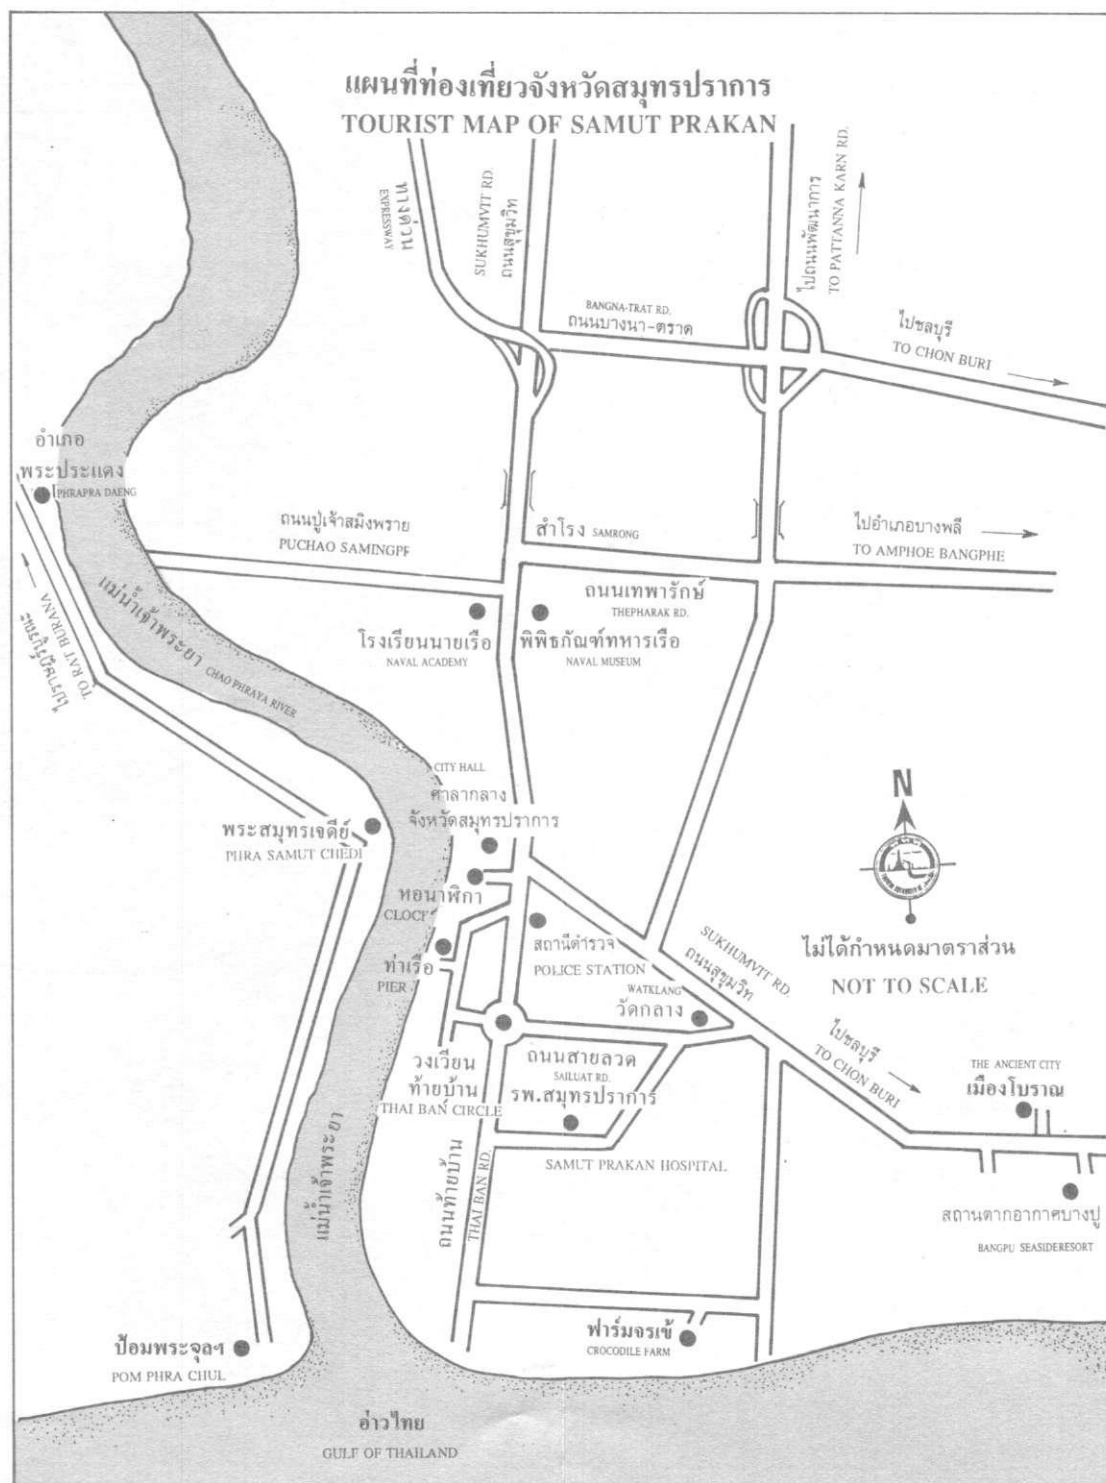 แผนที่ท่องเที่ยวจังหวัดสมุทรปราการ
TOURIST MAP OF SAMUT PRAKAN
ทางด่วน
EXPRESSWAY
SUKHUMVIT RD.
ถนนสุขุมวิท
ไปถนนพัฒนาการ
TO PATTANNA KARN RD.
BANGNA-TRAT RD.
ถนนบางนา-ตราด
ไปชลบุรี
TO CHON BURI
อำเภอ
พระประแดง
PHRAPRA DAENG
ถนนปู่เจ้าสมิงพราย
PUCHAO SAMINGPF
สำโรง SAMRONG
ไปอำเภอบางพลี
TO AMPHOE BANGPHE
ถนนเทพารักษ์
THEPHARAK RD.
ไปราษฎร์บูรณะ
TO RAT BURANA
แม่น้ำเจ้าพระยา CHAO PHRAYA RIVER
โรงเรียนนายเรือ
NAVAL ACADEMY
พิพิธภัณฑ์ทหารเรือ
NAVAL MUSEUM
CITY HALL
ศาลากลาง
จังหวัดสมุทรปราการ
พระสมุทรเจดีย์
PHRA SAMUT CHEDI
หอนาฬิกา
CLOCK
N
ไม่ได้กำหนดมาตราส่วน
NOT TO SCALE
ท่าเรือ
PIER
สถานีตำรวจ
POLICE STATION
WATKLANG
วัดกลาง
SUKHUMVIT RD.
ถนนสุขุมวิท
ไปชลบุรี
TO CHON BURI
วงเวียน
ท้ายบ้าน
THAI BAN CIRCLE
ถนนสายลวด
SAILUAT RD.
รพ.สมุทรปราการ
SAMUT PRAKAN HOSPITAL
THE ANCIENT CITY
เมืองโบราณ
แม่น้ำเจ้าพระยา
ถนนท้ายบ้าน
THAI BAN RD.
สถานตากอากาศบางปู
BANGPU SEASIDERESORT
ป้อมพระจุลฯ
POM PHRA CHUL
ฟาร์มจรเข้
CROCODILE FARM
อ่าวไทย
GULF OF THAILAND